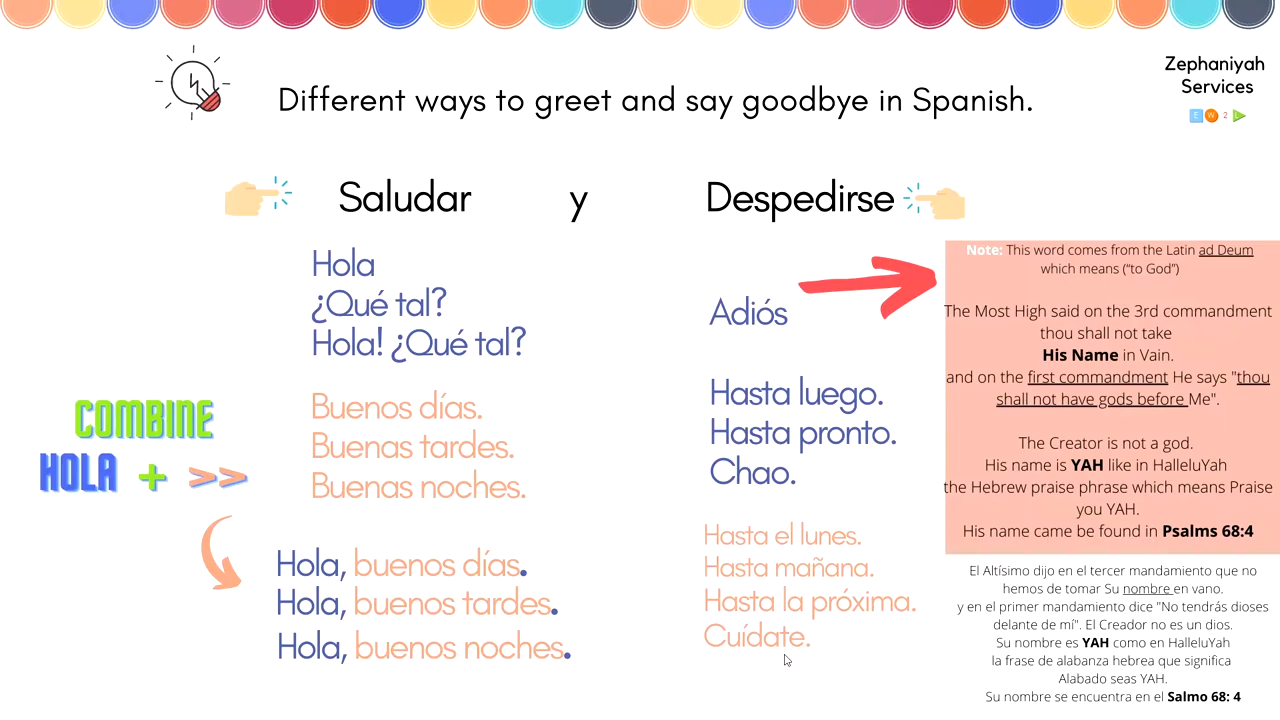 Different ways to greet and say goodbye in Spanish.
Zephaniyah
Services
E W 2 L
Saludar y Despedirse
Hola
¿Qué tal?
Hola! ¿Qué tal?
Buenos días.
Buenas tardes.
Buenas noches.
COMBINE
HOLA + >>
Hola, buenos días.
Hola, buenos tardes.
Hola, buenos noches.
Adiós
Hasta luego.
Hasta pronto.
Chao.
Hasta el lunes.
Hasta mañana.
Hasta la próxima.
Cuídate.
Note: This word comes from the Latin ad Deum
which means ("to God")
The Most High said on the 3rd commandment
thou shall not take
His Name in Vain.
and on the first commandment He says "thou
shall not have gods before Me".
The Creator is not a god.
His name is YAH like in HalleluYah
the Hebrew praise phrase which means Praise
you YAH.
His name came be found in Psalms 68:4
El Altísimo dijo en el tercer mandamiento que no
hemos de tomar Su nombre en vano.
y en el primer mandamiento dice "No tendrás dioses
delante de mí". El Creador no es un dios.
Su nombre es YAH como en HalleluYah
la frase de alabanza hebrea que significa
Alabado seas YAH.
Su nombre se encuentra en el Salmo 68: 4